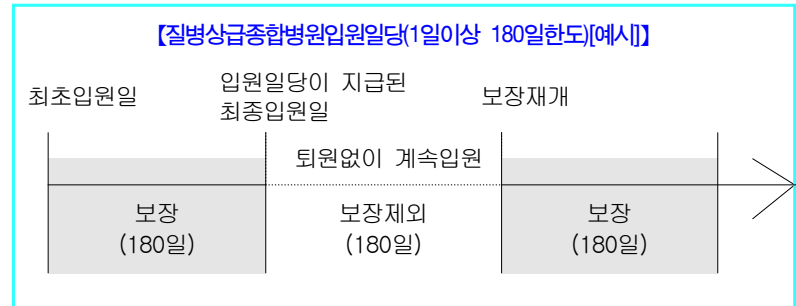 【질병상급종합병원입원일당(1일이상 180일한도)[예시]】
최초입원일
입원일당이 지급된
최종입원일
보장재개
퇴원없이 계속입원
보장
(180일)
보장제외
(180일)
보장
(180일)